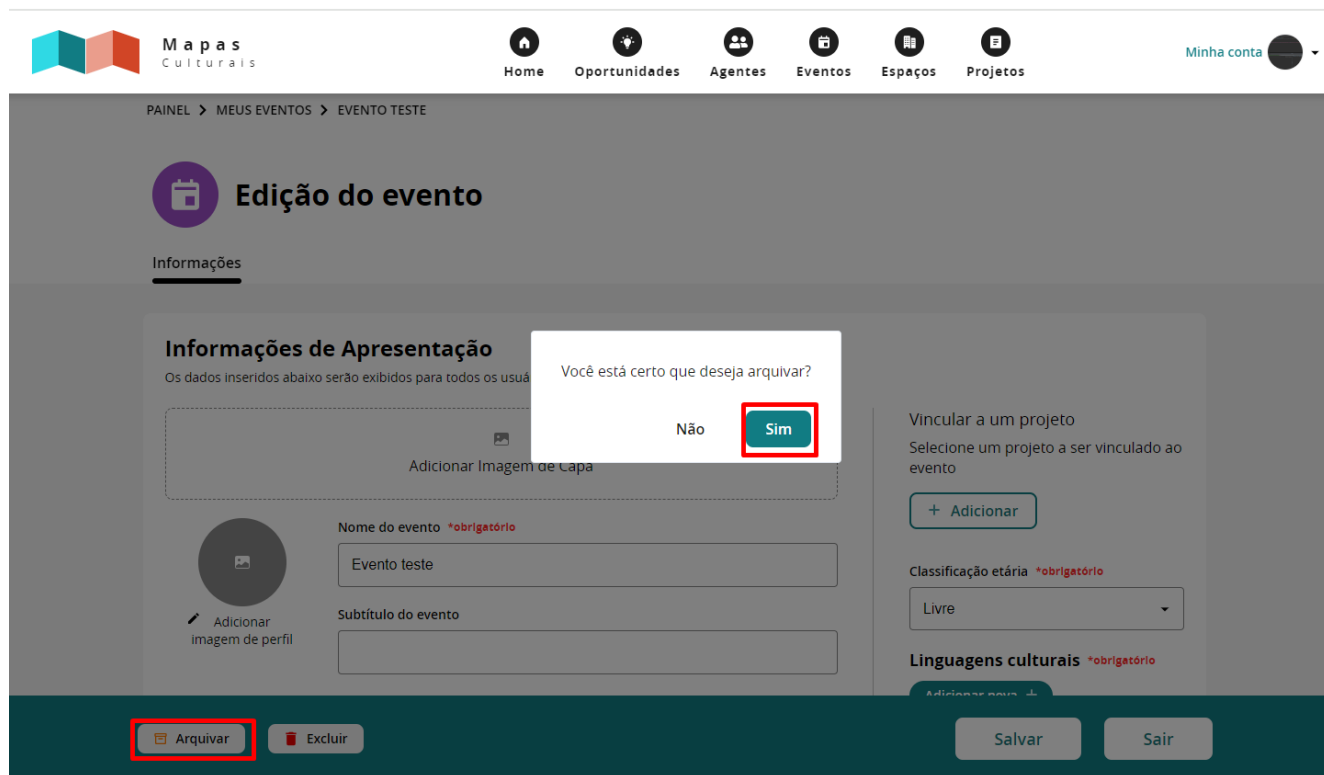 Mapas
Culturais
Home
Oportunidades
Agentes
Eventos
Espaços
Projetos
Minha conta
PAINEL > MEUS EVENTOS > EVENTO TESTE
Edição do evento
Informações
Informações de Apresentação
Os dados inseridos abaixo serão exibidos para todos os usuá
Você está certo que deseja arquivar?
Não
Sim
Adicionar Imagem de Capa
Nome do evento *obrigatório
Evento teste
Adicionar
imagem de perfil
Subtítulo do evento
Vincular a um projeto
Selecione um projeto a ser vinculado ao
evento
+ Adicionar
Classificação etária *obrigatório
Livre
Linguagens culturais *obrigatório
Adicionar nova +
Arquivar
Excluir
Salvar
Sair